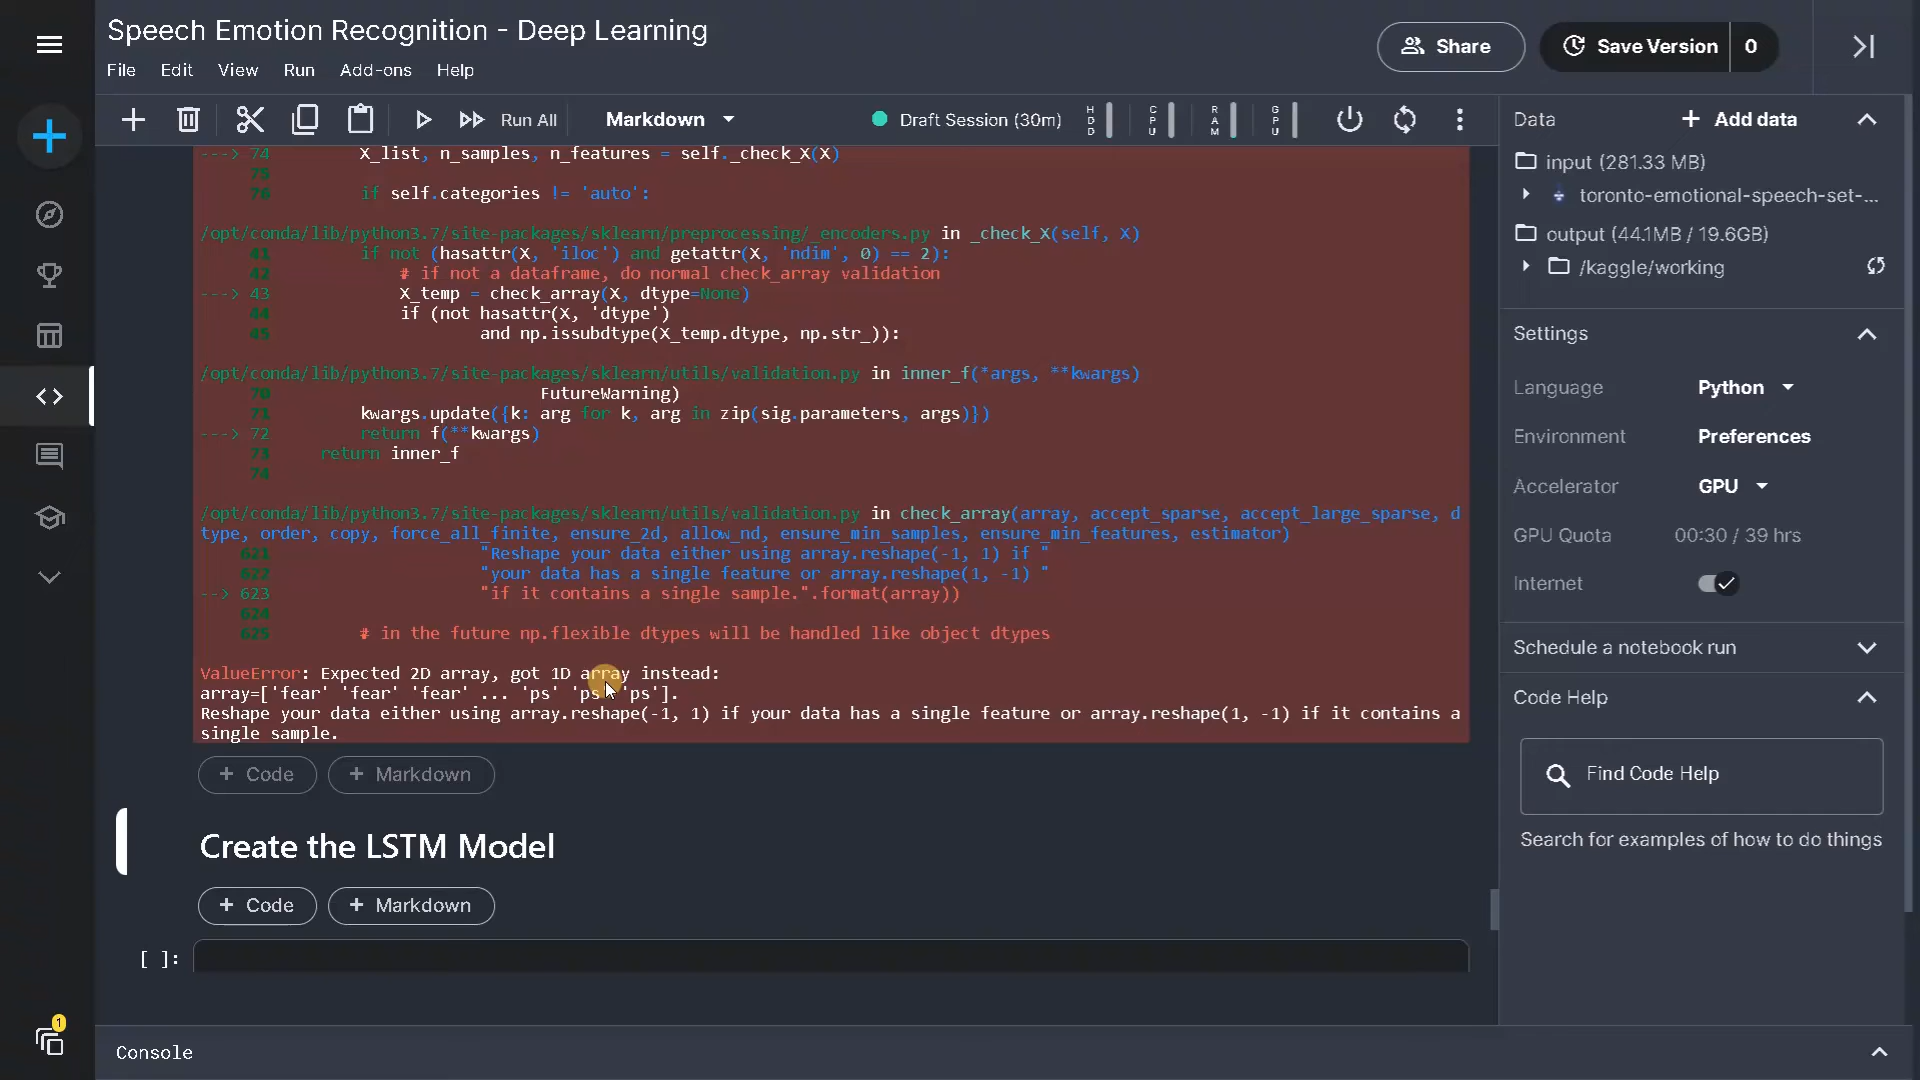 Speech Emotion Recognition - Deep Learning
File Edit View Run Add-ons Help
Share
Save Version 0
Run All
Markdown
Draft Session (30m)
HDD
CPU
RAM
GPU
---> 74         X_list, n_samples, n_features = self._check_X(X)
75
76         if self.categories != 'auto':
/opt/conda/lib/python3.7/site-packages/sklearn/preprocessing/_encoders.py in _check_X(self, X)
41         if not (hasattr(X, 'iloc') and getattr(X, 'ndim', 0) == 2):
42             # if not a dataframe, do normal check_array validation
---> 43             X_temp = check_array(X, dtype=None)
44             if (not hasattr(X, 'dtype')
45                     and np.issubdtype(X_temp.dtype, np.str_)):
/opt/conda/lib/python3.7/site-packages/sklearn/utils/validation.py in inner_f(*args, **kwargs)
70                           FutureWarning)
71         kwargs.update({k: arg for k, arg in zip(sig.parameters, args)})
---> 72         return f(**kwargs)
73     return inner_f
74
/opt/conda/lib/python3.7/site-packages/sklearn/utils/validation.py in check_array(array, accept_sparse, accept_large_sparse, d
type, order, copy, force_all_finite, ensure_2d, allow_nd, ensure_min_samples, ensure_min_features, estimator)
621                     "Reshape your data either using array.reshape(-1, 1) if "
622                     "your data has a single feature or array.reshape(1, -1) "
--> 623                     "if it contains a single sample.".format(array))
624
625         # in the future np.flexible dtypes will be handled like object dtypes
ValueError: Expected 2D array, got 1D array instead:
array=['fear' 'fear' 'fear' ... 'ps' 'ps' 'ps'].
Reshape your data either using array.reshape(-1, 1) if your data has a single feature or array.reshape(1, -1) if it contains a
single sample.
+ Code + Markdown
Create the LSTM Model
+ Code + Markdown
[ ]:
Console
1
Data
+ Add data
input (281.33 MB)
toronto-emotional-speech-set-...
output (44.1MB / 19.6GB)
/kaggle/working
Settings
Language Python
Environment Preferences
Accelerator GPU
GPU Quota 00:30 / 39 hrs
Internet
Schedule a notebook run
Code Help
Find Code Help
Search for examples of how to do things